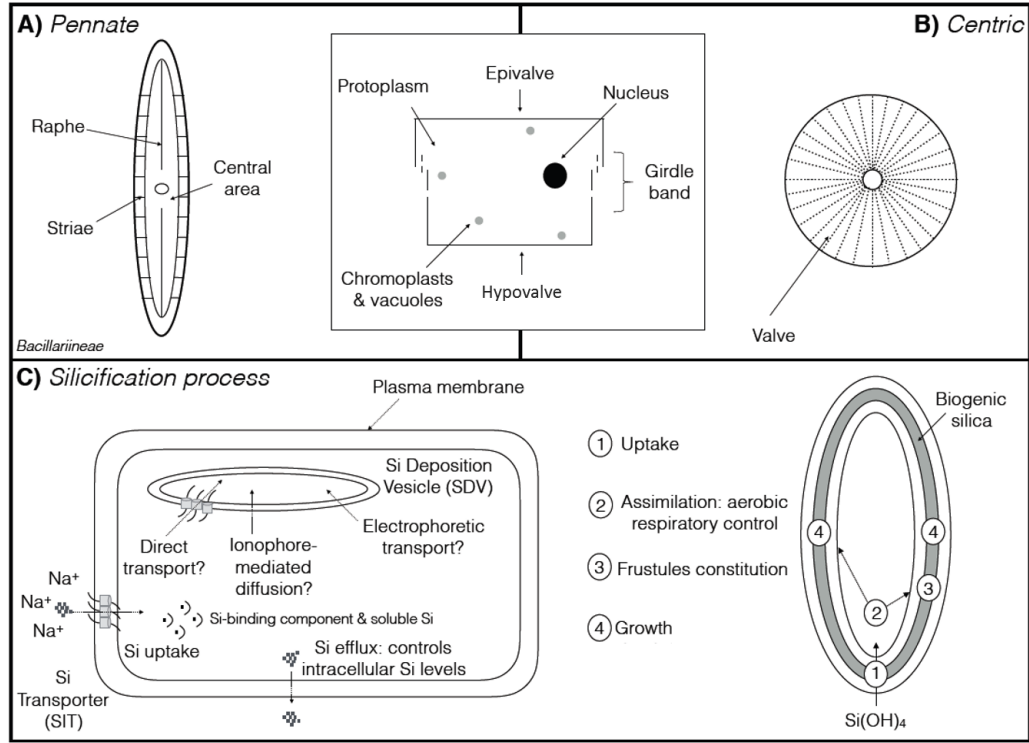 A) Pennate
Raphe
Central
area
Striae
Bacillariineae
Protoplasm
Epivalve
Nucleus
Girdle
band
Chromoplasts
& vacuoles
Hypovalve
B) Centric
Valve
C) Silicification process
Plasma membrane
Si Deposition
Vesicle (SDV)
Direct
transport?
Ionophore-
mediated
diffusion?
Electrophoretic
transport?
Na⁺
Na⁺
Na⁺
Si-binding component & soluble Si
Si uptake
Si efflux: controls
intracellular Si levels
Si
Transporter
(SIT)
1 Uptake
2 Assimilation: aerobic
respiratory control
3 Frustules constitution
4 Growth
Biogenic
silica
4
4
3
2
1
Si(OH)₄